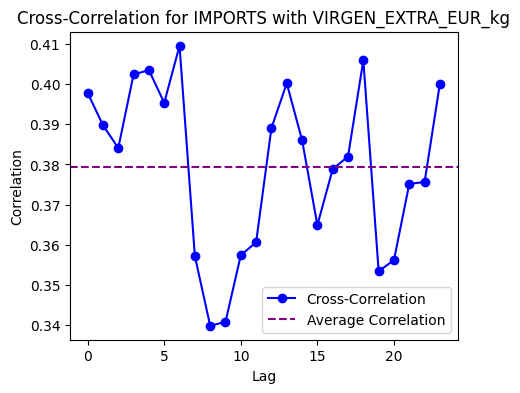 Cross-Correlation for IMPORTS with VIRGEN_EXTRA_EUR_kg
0.41
0.40
0.39
0.38
0.37
0.36
0.35
0.34
Correlation
0
5
10
15
20
Lag
Cross-Correlation
Average Correlation